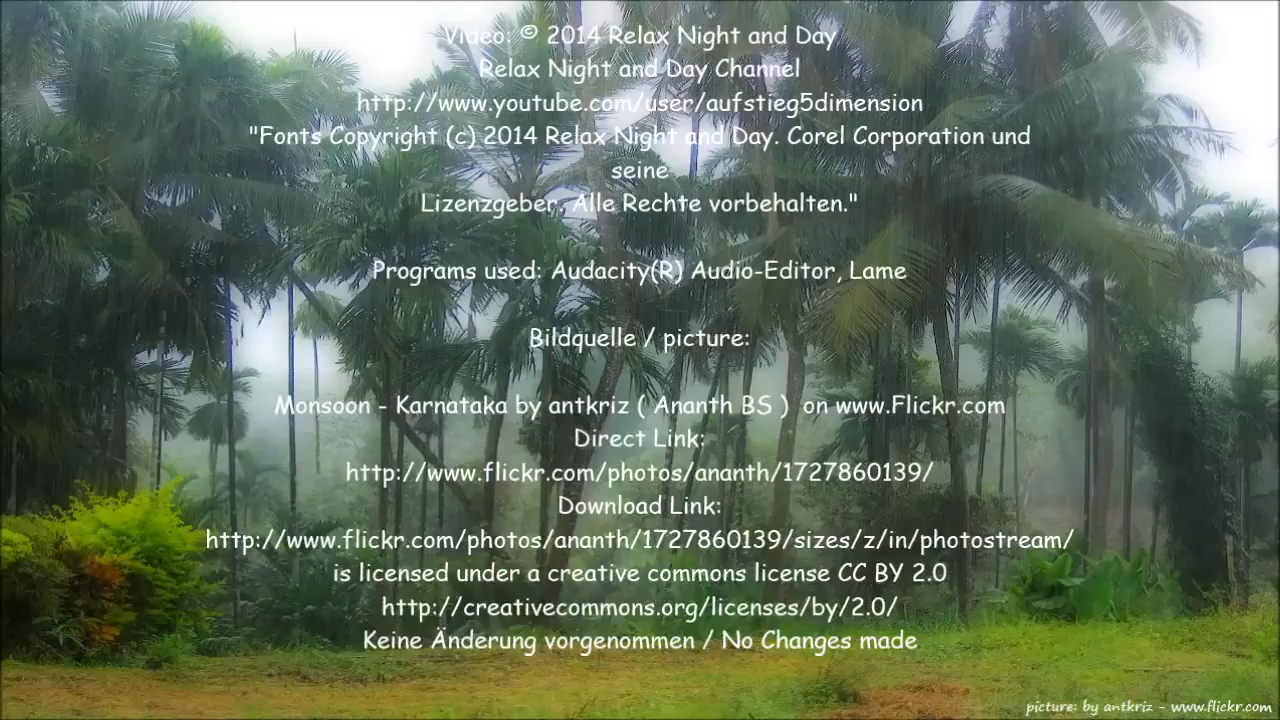 Video: © 2014 Relax Night and Day
Relax Night and Day Channel
http://www.youtube.com/user/aufstieg5dimension
"Fonts Copyright (c) 2014 Relax Night and Day. Corel Corporation und
seine
Lizenzgeber. Alle Rechte vorbehalten."
Programs used: Audacity(R) Audio-Editor, Lame
Bildquelle / picture:
Monsoon - Karnataka by antkriz ( Ananth BS )  on www.Flickr.com
Direct Link:
http://www.flickr.com/photos/ananth/1727860139/
Download Link:
http://www.flickr.com/photos/ananth/1727860139/sizes/z/in/photostream/
is licensed under a creative commons license CC BY 2.0
http://creativecommons.org/licenses/by/2.0/
Keine Änderung vorgenommen / No Changes made
picture: by antkriz - www.flickr.com